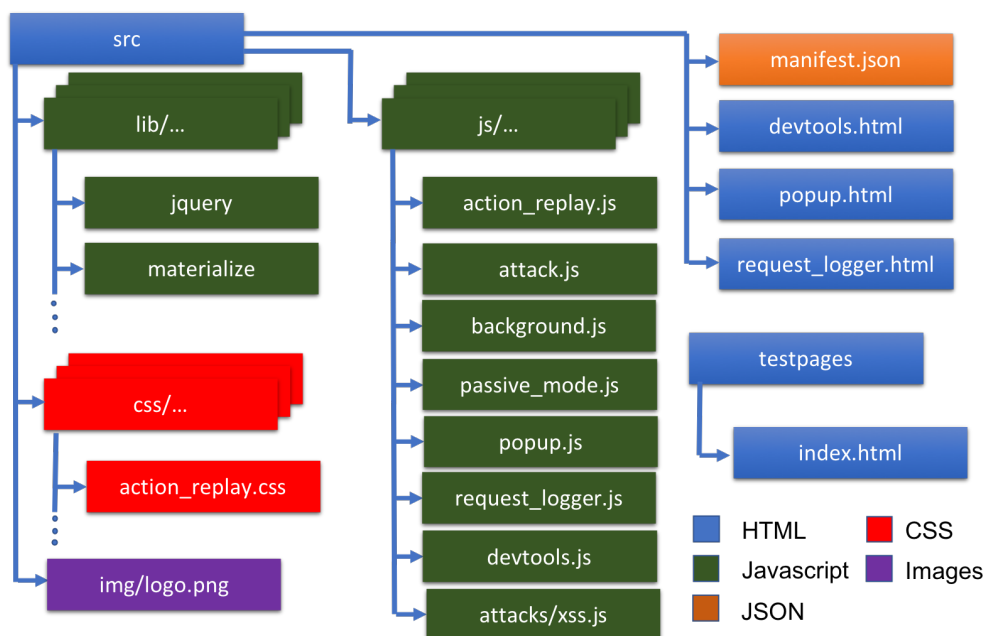 src
lib/...
jquery
materialize
css/...
action_replay.css
img/logo.png
js/...
action_replay.js
attack.js
background.js
passive_mode.js
popup.js
request_logger.js
devtools.js
attacks/xss.js
manifest.json
devtools.html
popup.html
request_logger.html
testpages
index.html
HTML
Javascript
JSON
CSS
Images